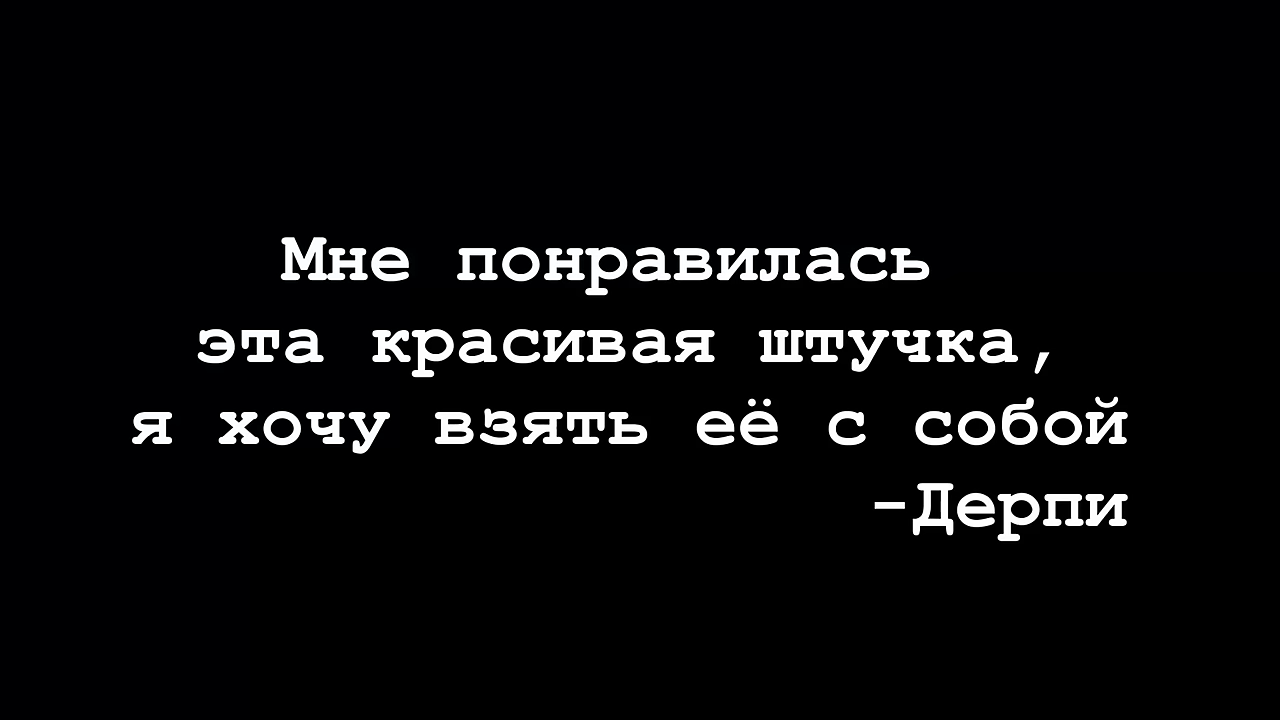 Мне понравилась
эта красивая штучка,
я хочу взять её с собой
-Дерпи